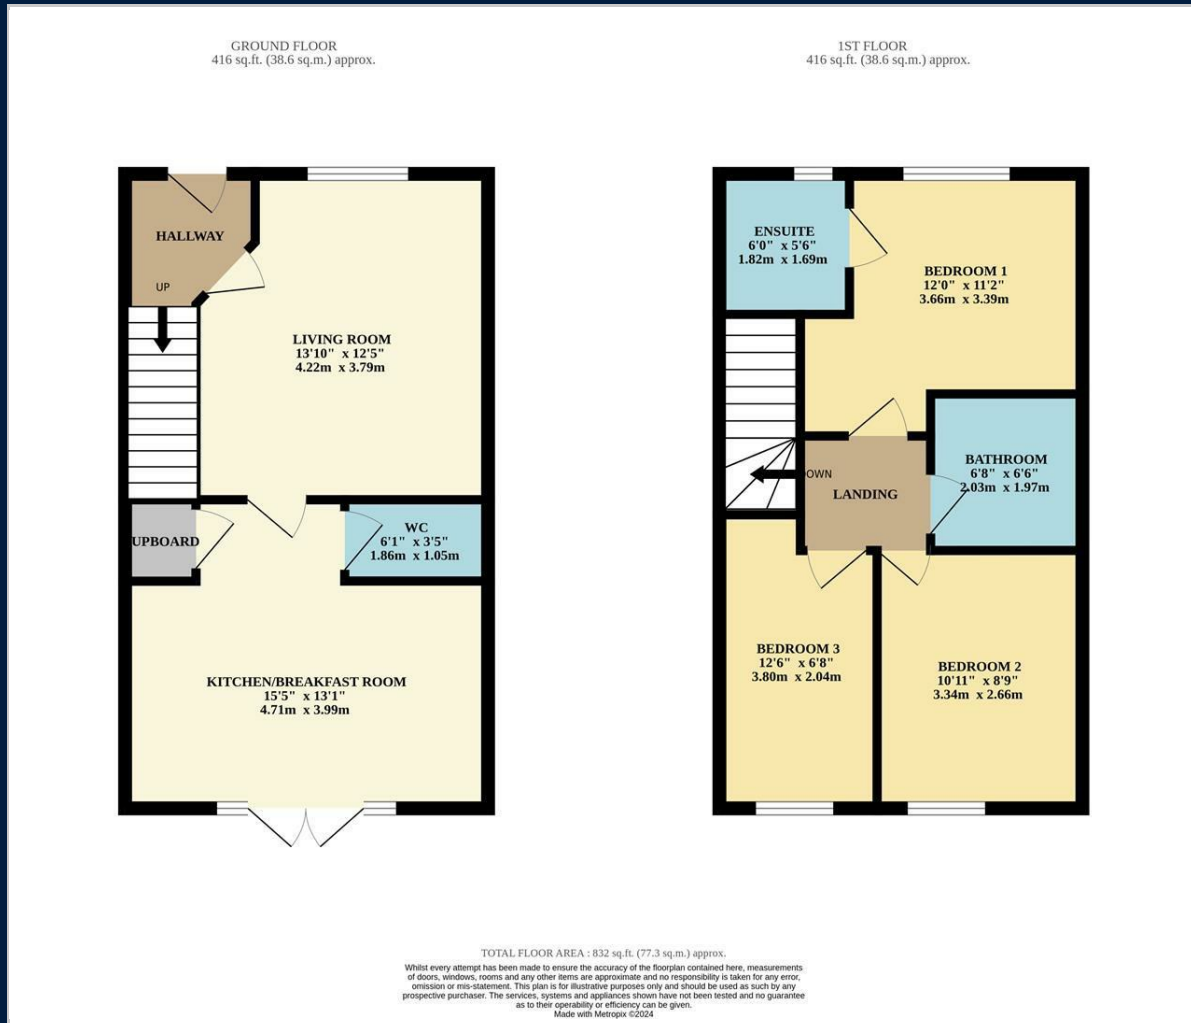 GROUND FLOOR
416 sq.ft. (38.6 sq.m.) approx.
1ST FLOOR
416 sq.ft. (38.6 sq.m.) approx.
HALLWAY
UP
LIVING ROOM
13'10" x 12'5"
4.22m x 3.79m
UPBOARD
WC
6'1" x 3'5"
1.86m x 1.05m
KITCHEN/BREAKFAST ROOM
15'5" x 13'1"
4.71m x 3.99m
ENSUITE
6'0" x 5'6"
1.82m x 1.69m
BEDROOM 1
12'0" x 11'2"
3.66m x 3.39m
BATHROOM
6'8" x 6'6"
2.03m x 1.97m
OWN
LANDING
BEDROOM 3
12'6" x 6'8"
3.80m x 2.04m
BEDROOM 2
10'11" x 8'9"
3.34m x 2.66m
TOTAL FLOOR AREA : 832 sq.ft. (77.3 sq.m.) approx.
Whilst every attempt has been made to ensure the accuracy of the floorplan contained here, measurements
of doors, windows, rooms and any other items are approximate and no responsibility is taken for any error,
omission or mis-statement. This plan is for illustrative purposes only and should be used as such by any
prospective purchaser. The services, systems and appliances shown have not been tested and no guarantee
as to their operability or efficiency can be given.
Made with Metropix ©2024